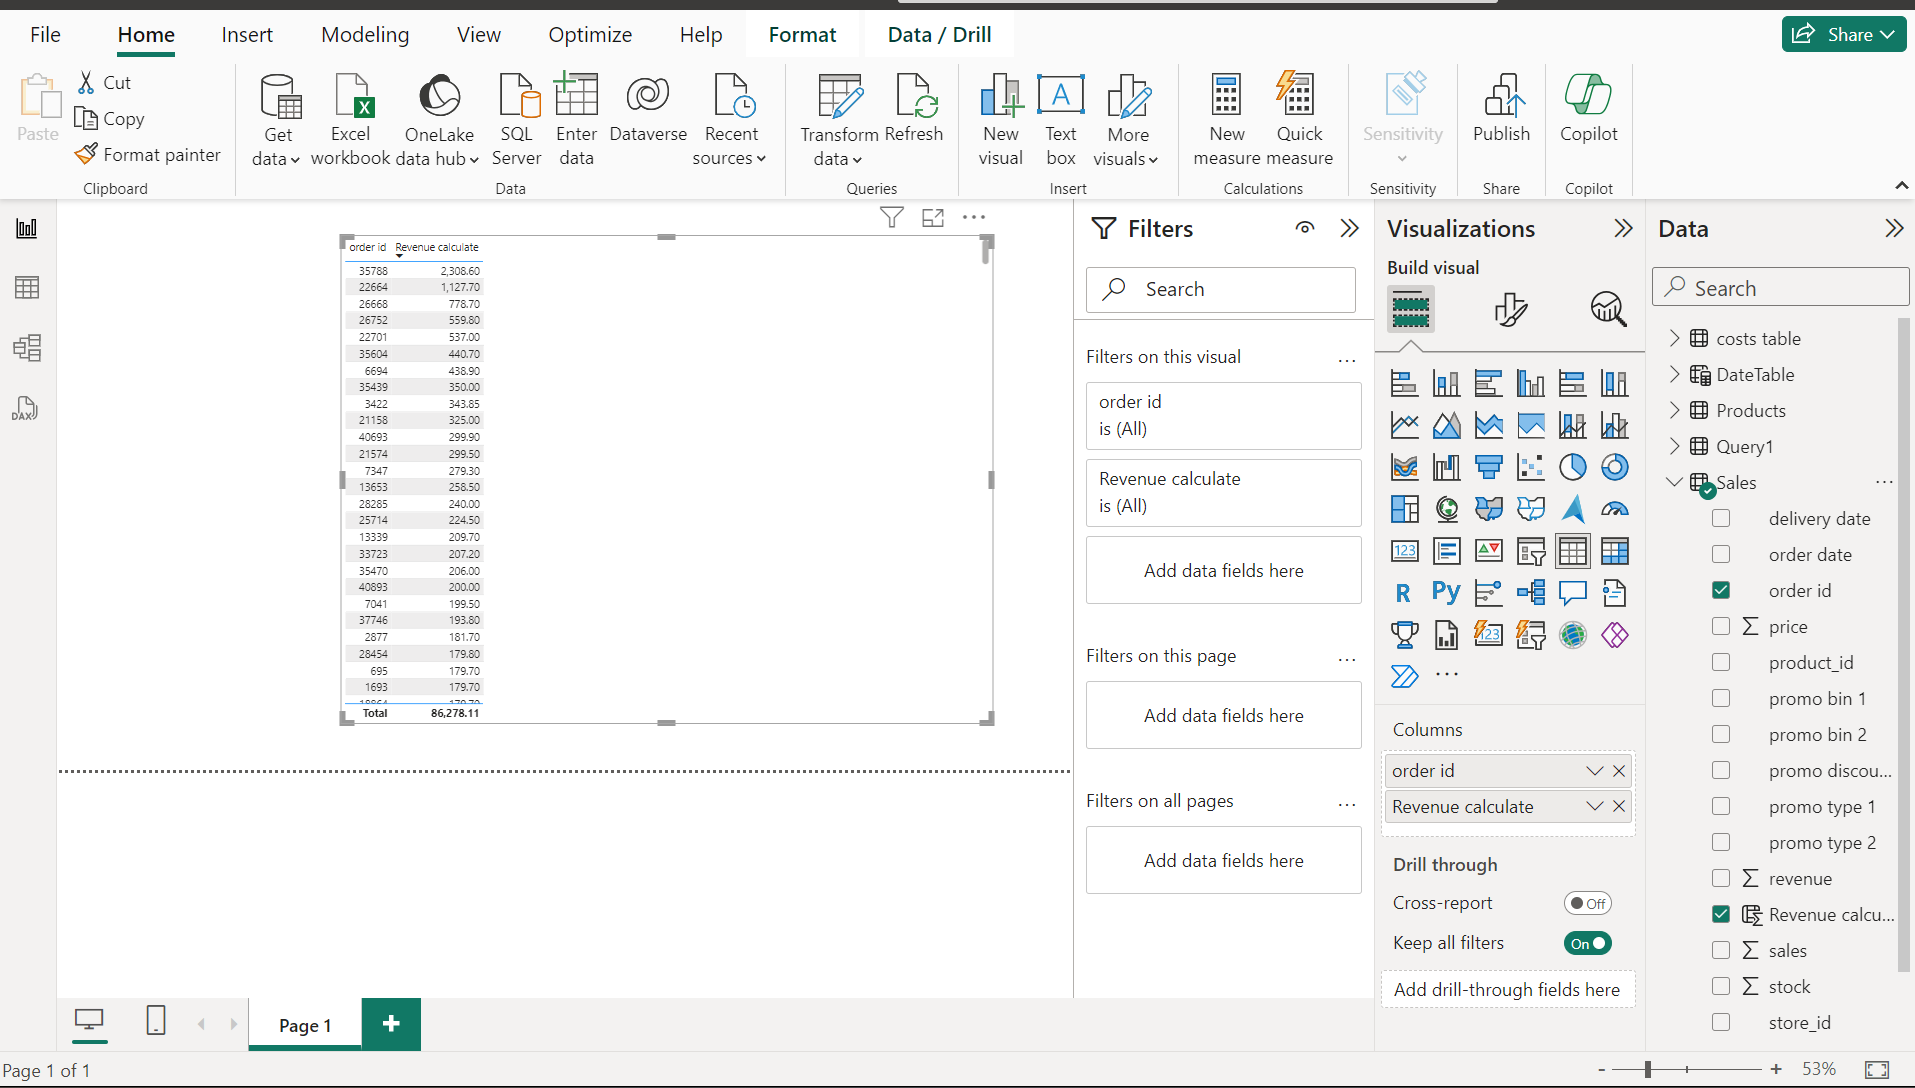 File Home Insert Modeling View Optimize Help Format Data / Drill Share
Paste
Cut
Copy
Format painter
Clipboard
Get data
Excel workbook
OneLake data hub
SQL Server
Enter data
Dataverse
Recent sources
Data
Transform data
Refresh
Queries
New visual
Text box
More visuals
Insert
New measure
Quick measure
Calculations
Sensitivity
Sensitivity
Publish
Share
Copilot
Copilot
DAX
order id Revenue calculate
35788 2,308.60
22664 1,127.70
26668 778.70
26752 559.80
22701 537.00
35604 440.70
6694 438.90
35439 350.00
3422 343.85
21158 325.00
40693 299.90
21574 299.50
7347 279.30
13653 258.50
28285 240.00
25714 224.50
13339 209.70
33723 207.20
35470 206.00
40893 200.00
7041 199.50
37746 193.80
2877 181.70
28454 179.80
695 179.70
1693 179.70
Total 86,278.11
Filters
Search
Filters on this visual ...
order id
is (All)
Revenue calculate
is (All)
Add data fields here
Filters on this page ...
Add data fields here
Filters on all pages ...
Add data fields here
Visualizations
Build visual
123
R Py
123
...
Columns
order id
Revenue calculate
Drill through
Cross-report Off
Keep all filters On
Add drill-through fields here
Data
Search
costs table
DateTable
Products
Query1
Sales ...
delivery date
order date
order id
Σ price
product_id
promo bin 1
promo bin 2
promo discou...
promo type 1
promo type 2
Σ revenue
Revenue calcu...
Σ sales
Σ stock
store_id
Page 1 +
Page 1 of 1
- + 53%